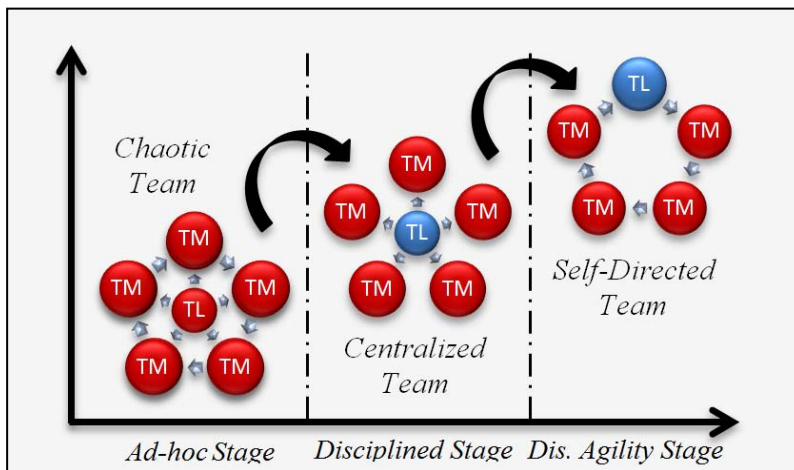 Chaotic
Team
TM
TM
TM
TL
TM
TM
Ad-hoc Stage
TM
TM
TM
TL
TM
TM
Centralized
Team
Disciplined Stage
TL
TM
TM
TM
TM
Self-Directed
Team
Dis. Agility Stage